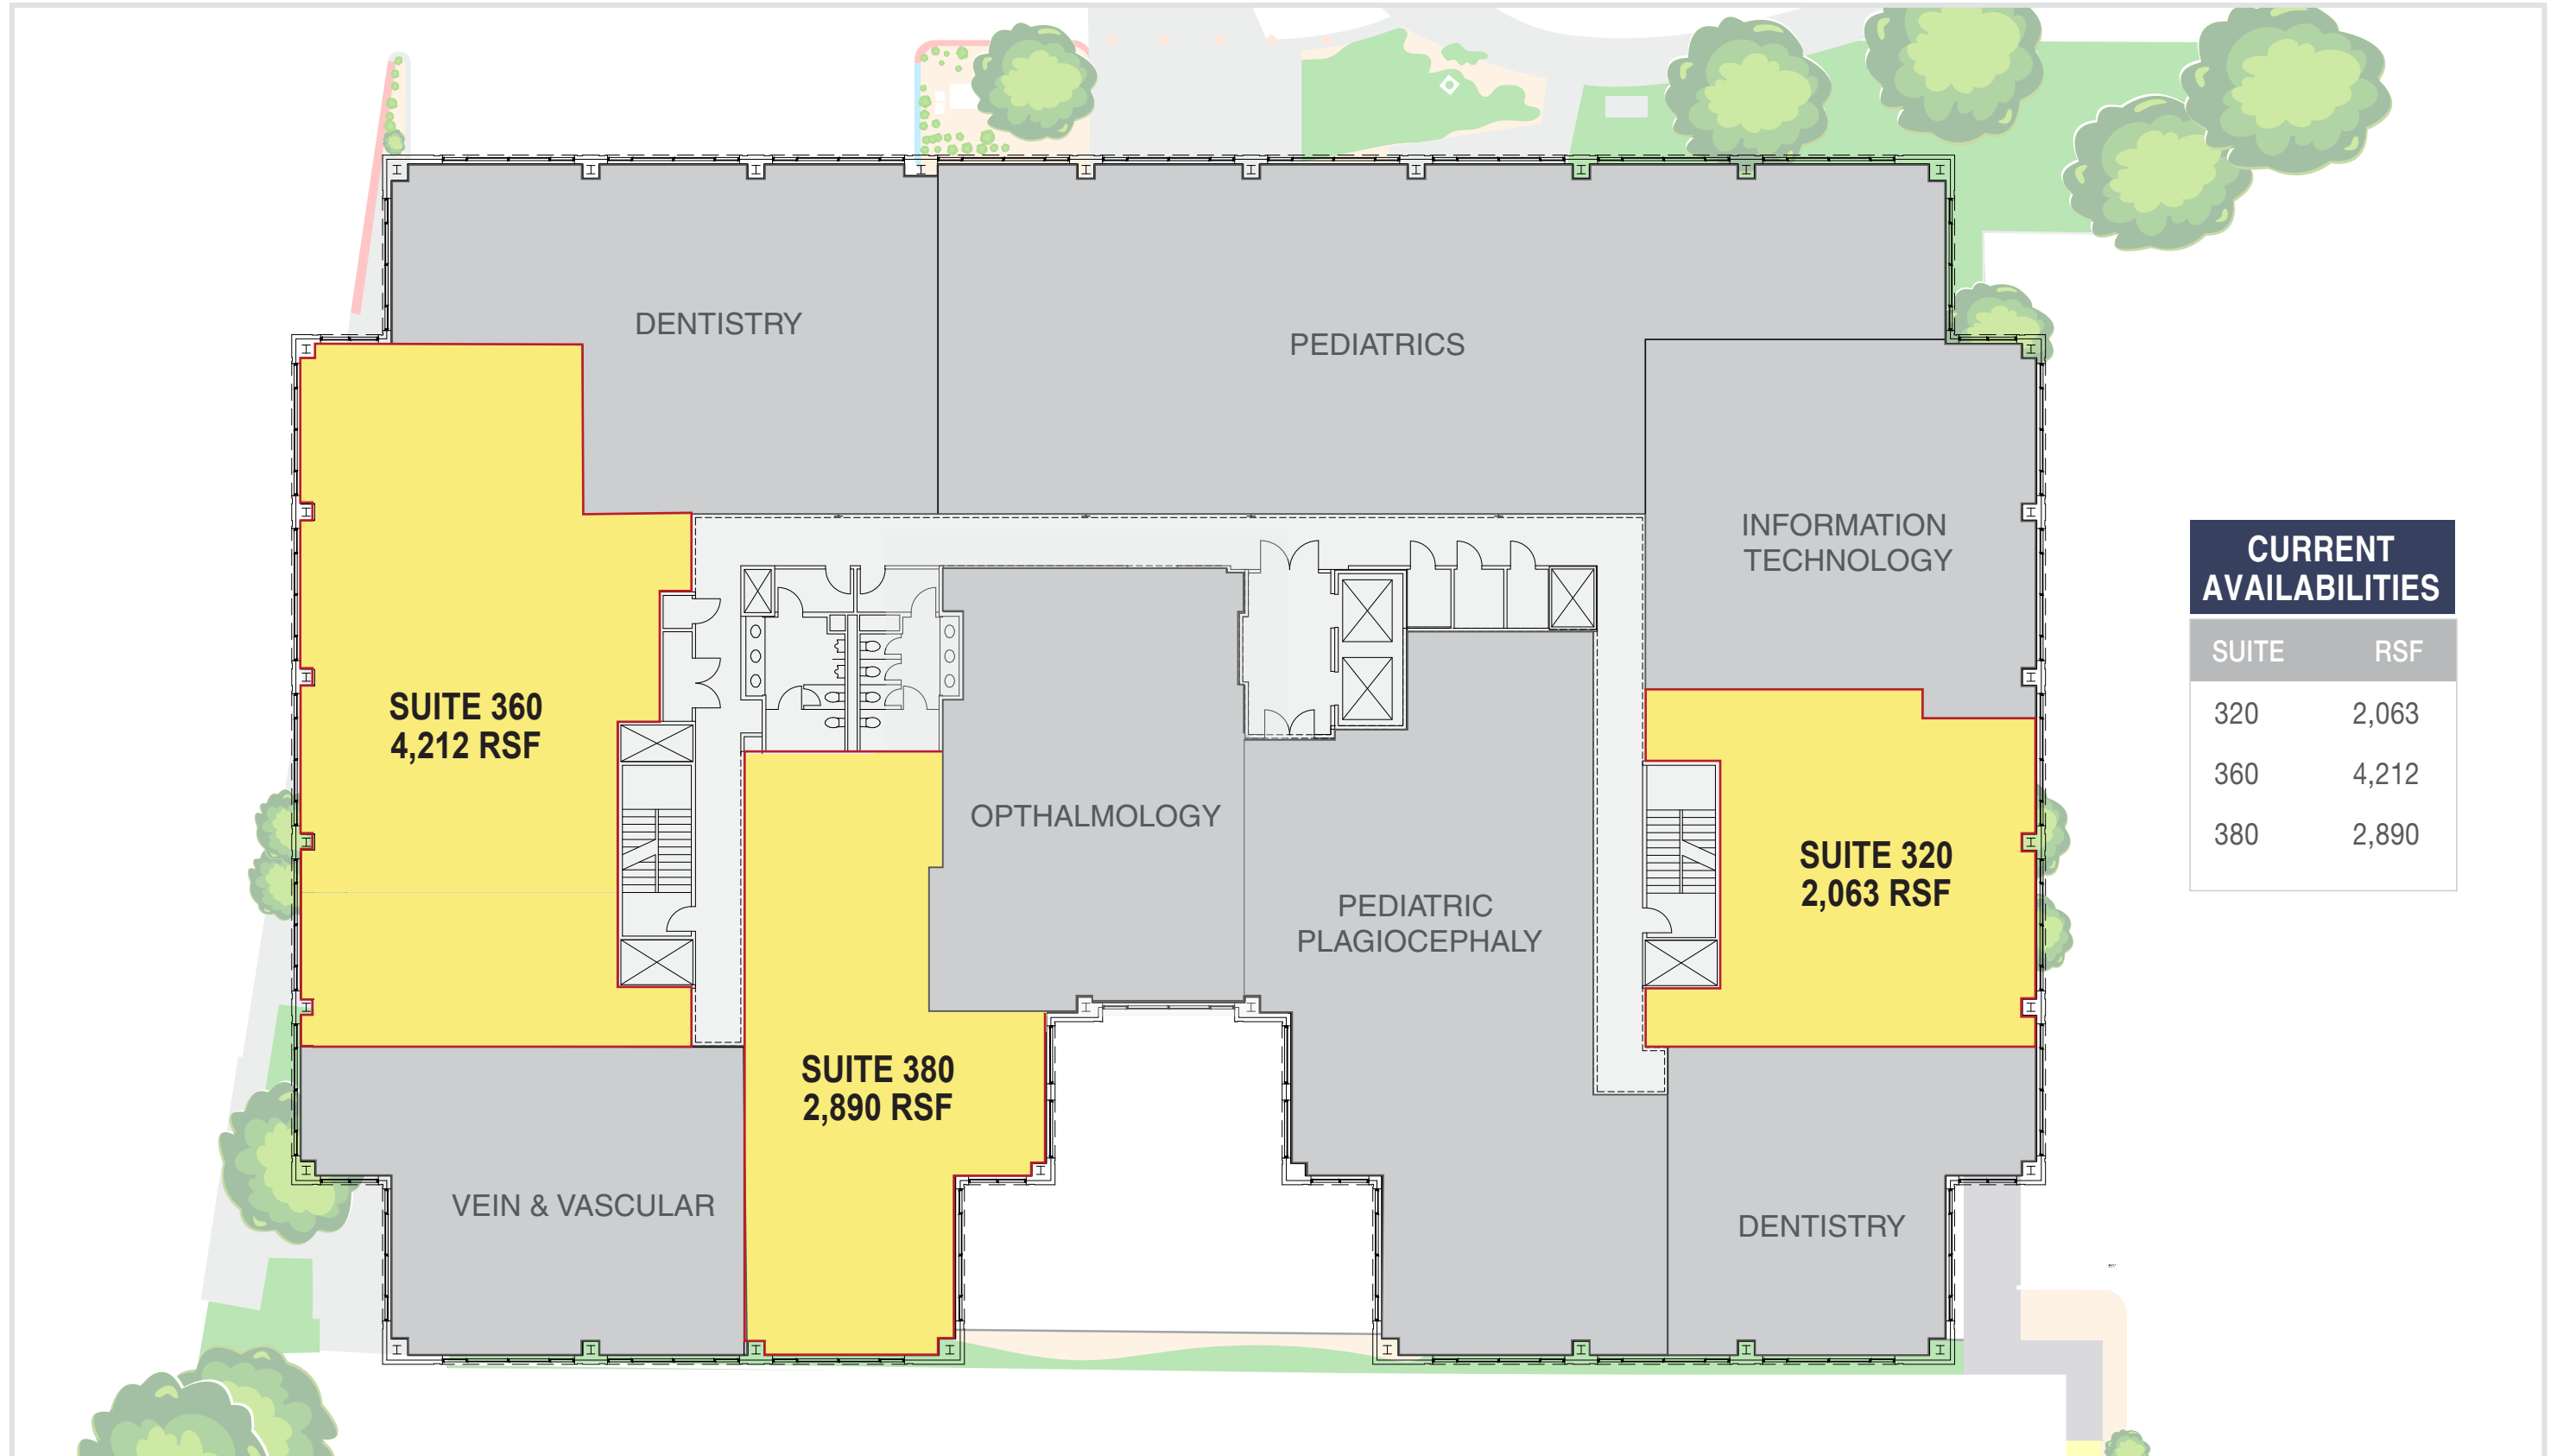 DENTISTRY
PEDIATRICS
INFORMATION
TECHNOLOGY
CURRENT
AVAILABILITIES
SUITE RSF
320 2,063
360 4,212
380 2,890
SUITE 360
4,212 RSF
OPTHALMOLOGY
SUITE 320
2,063 RSF
PEDIATRIC
PLAGIOCEPHALY
SUITE 380
2,890 RSF
VEIN & VASCULAR
DENTISTRY